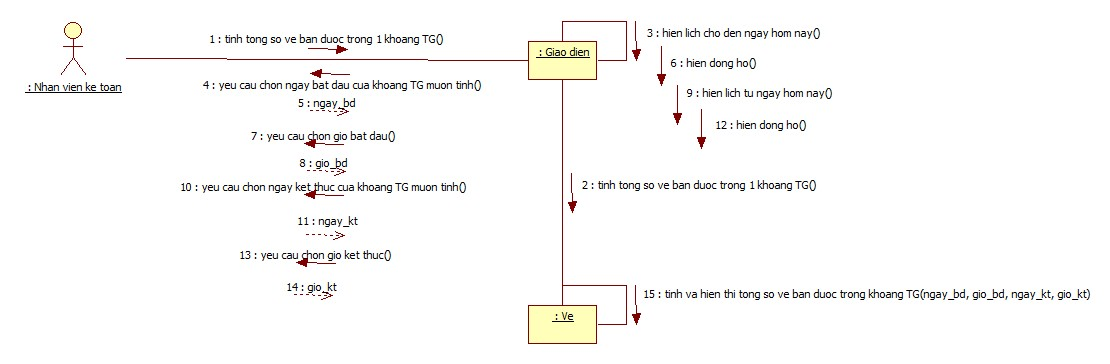 1 : tinh tong so ve ban duoc trong 1 khoang TG()
: Giao dien
3 : hien lich cho den ngay hom nay()
6 : hien dong ho()
: Nhan vien ke toan
4 : yeu cau chon ngay bat dau cua khoang TG muon tinh()
9 : hien lich tu ngay hom nay()
5 : ngay_bd
12 : hien dong ho()
7 : yeu cau chon gio bat dau()
8 : gio_bd
10 : yeu cau chon ngay ket thuc cua khoang TG muon tinh()
2 : tinh tong so ve ban duoc trong 1 khoang TG()
11 : ngay_kt
13 : yeu cau chon gio ket thuc()
14 : gio_kt
15 : tinh va hien thi tong so ve ban duoc trong khoang TG(ngay_bd, gio_bd, ngay_kt, gio_kt)
: Ve